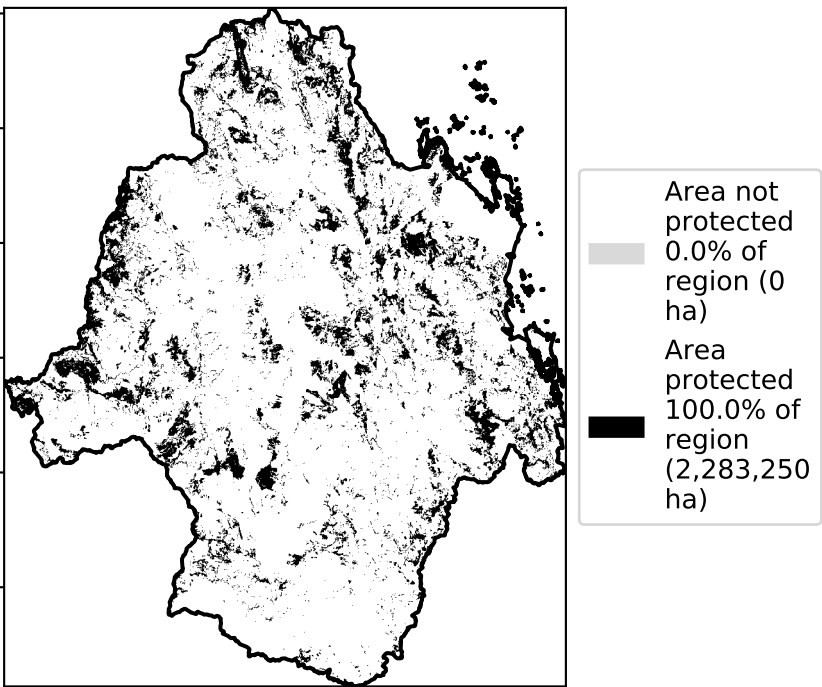 Area not
protected
0.0% of
region (0
ha)
Area
protected
100.0% of
region
(2,283,250
ha)